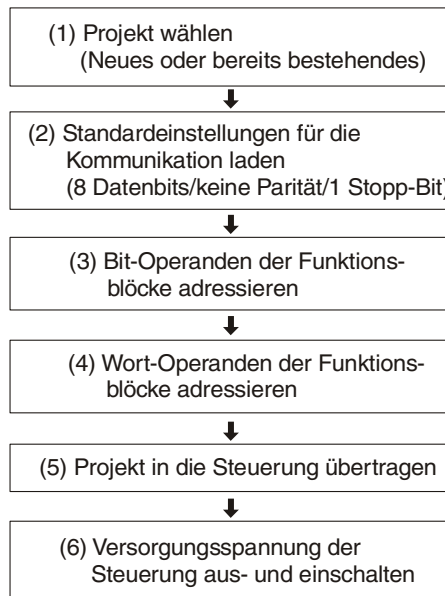 (1) Projekt wählen
(Neues oder bereits bestehendes)
(2) Standardeinstellungen für die
Kommunikation laden
(8 Datenbits/keine Parität/1 Stopp-Bit)
(3) Bit-Operanden der Funktions-
blöcke adressieren
(4) Wort-Operanden der Funktions-
blöcke adressieren
(5) Projekt in die Steuerung übertragen
(6) Versorgungsspannung der
Steuerung aus- und einschalten